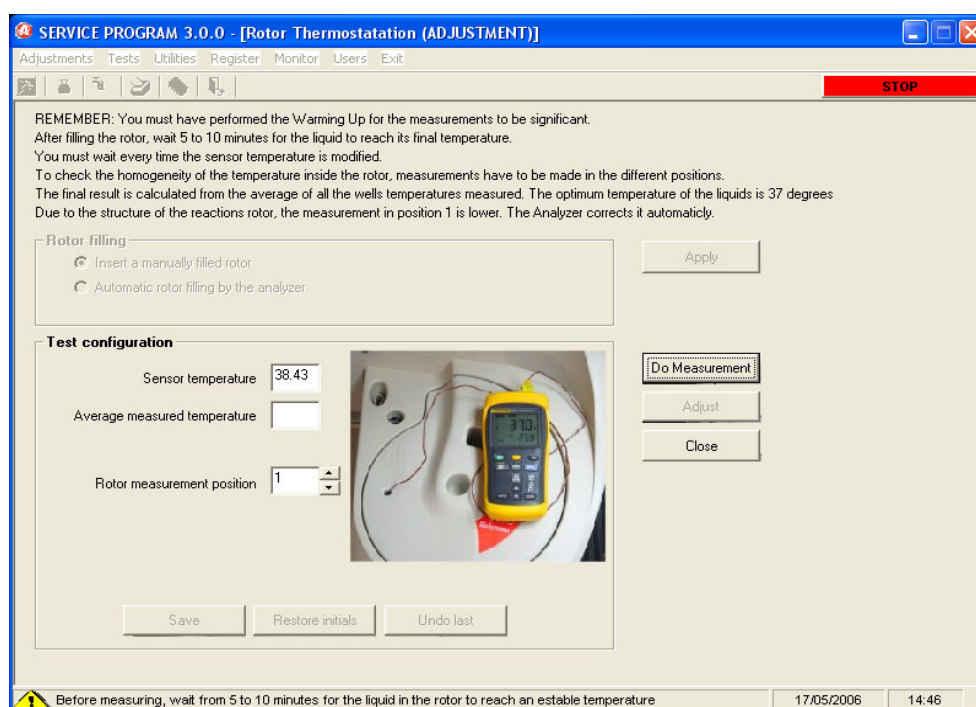 SERVICE PROGRAM 3.0.0 - [Rotor Thermostatation (ADJUSTMENT)]
Adjustments Tests Utilities Register Monitor Users Exit
STOP
REMEMBER: You must have performed the Warming Up for the measurements to be significant.
After filling the rotor, wait 5 to 10 minutes for the liquid to reach its final temperature.
You must wait every time the sensor temperature is modified.
To check the homogeneity of the temperature inside the rotor, measurements have to be made in the different positions.
The final result is calculated from the average of all the wells temperatures measured. The optimum temperature of the liquids is 37 degrees
Due to the structure of the reactions rotor, the measurement in position 1 is lower. The Analyzer corrects it automaticly.
Rotor filling
Insert a manually filled rotor
Automatic rotor filling by the analyzer
Apply
Test configuration
Sensor temperature 38.43
Average measured temperature
Rotor measurement position 1
37.0
Do Measurement
Adjust
Close
Save Restore initials Undo last
Before measuring, wait from 5 to 10 minutes for the liquid in the rotor to reach an estable temperature 17/05/2006 14:46